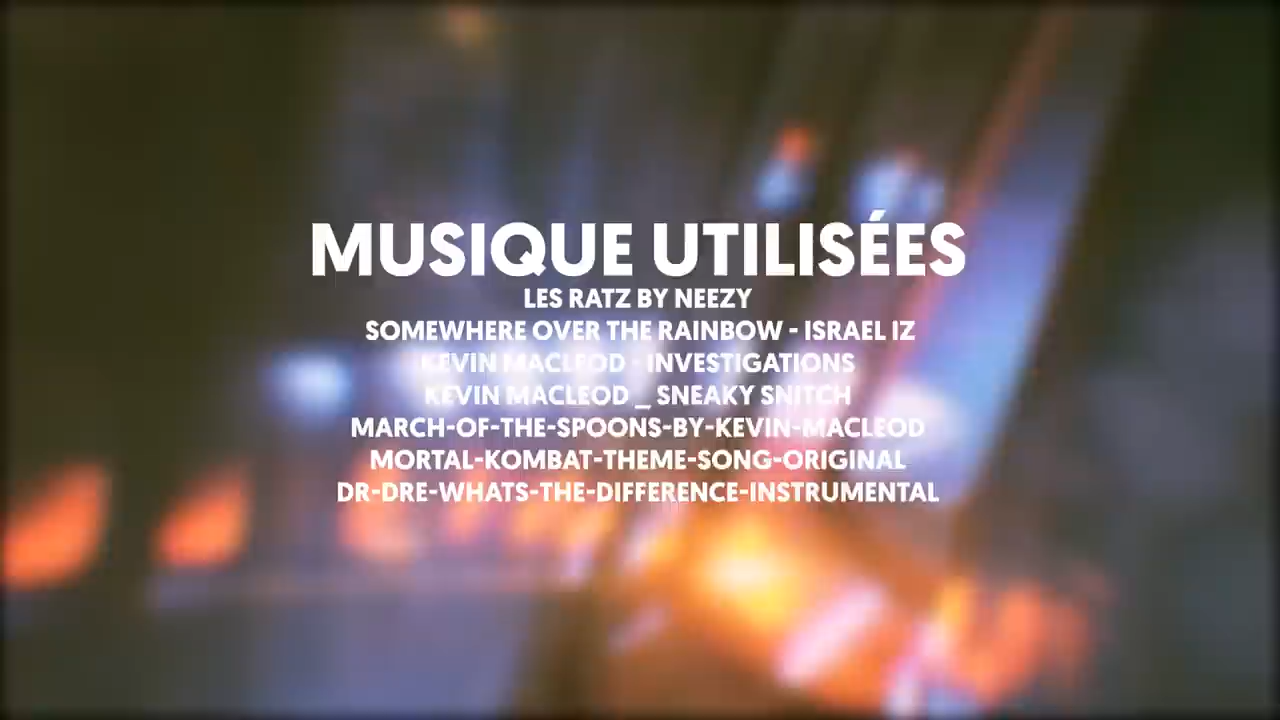 MUSIQUE UTILISÉES
LES RATZ BY NEEZY
SOMEWHERE OVER THE RAINBOW - ISRAEL IZ
KEVIN MACLEOD - INVESTIGATIONS
KEVIN MACLEOD _ SNEAKY SNITCH
MARCH-OF-THE-SPOONS-BY-KEVIN-MACLEOD
MORTAL-KOMBAT-THEME-SONG-ORIGINAL
DR-DRE-WHATS-THE-DIFFERENCE-INSTRUMENTAL